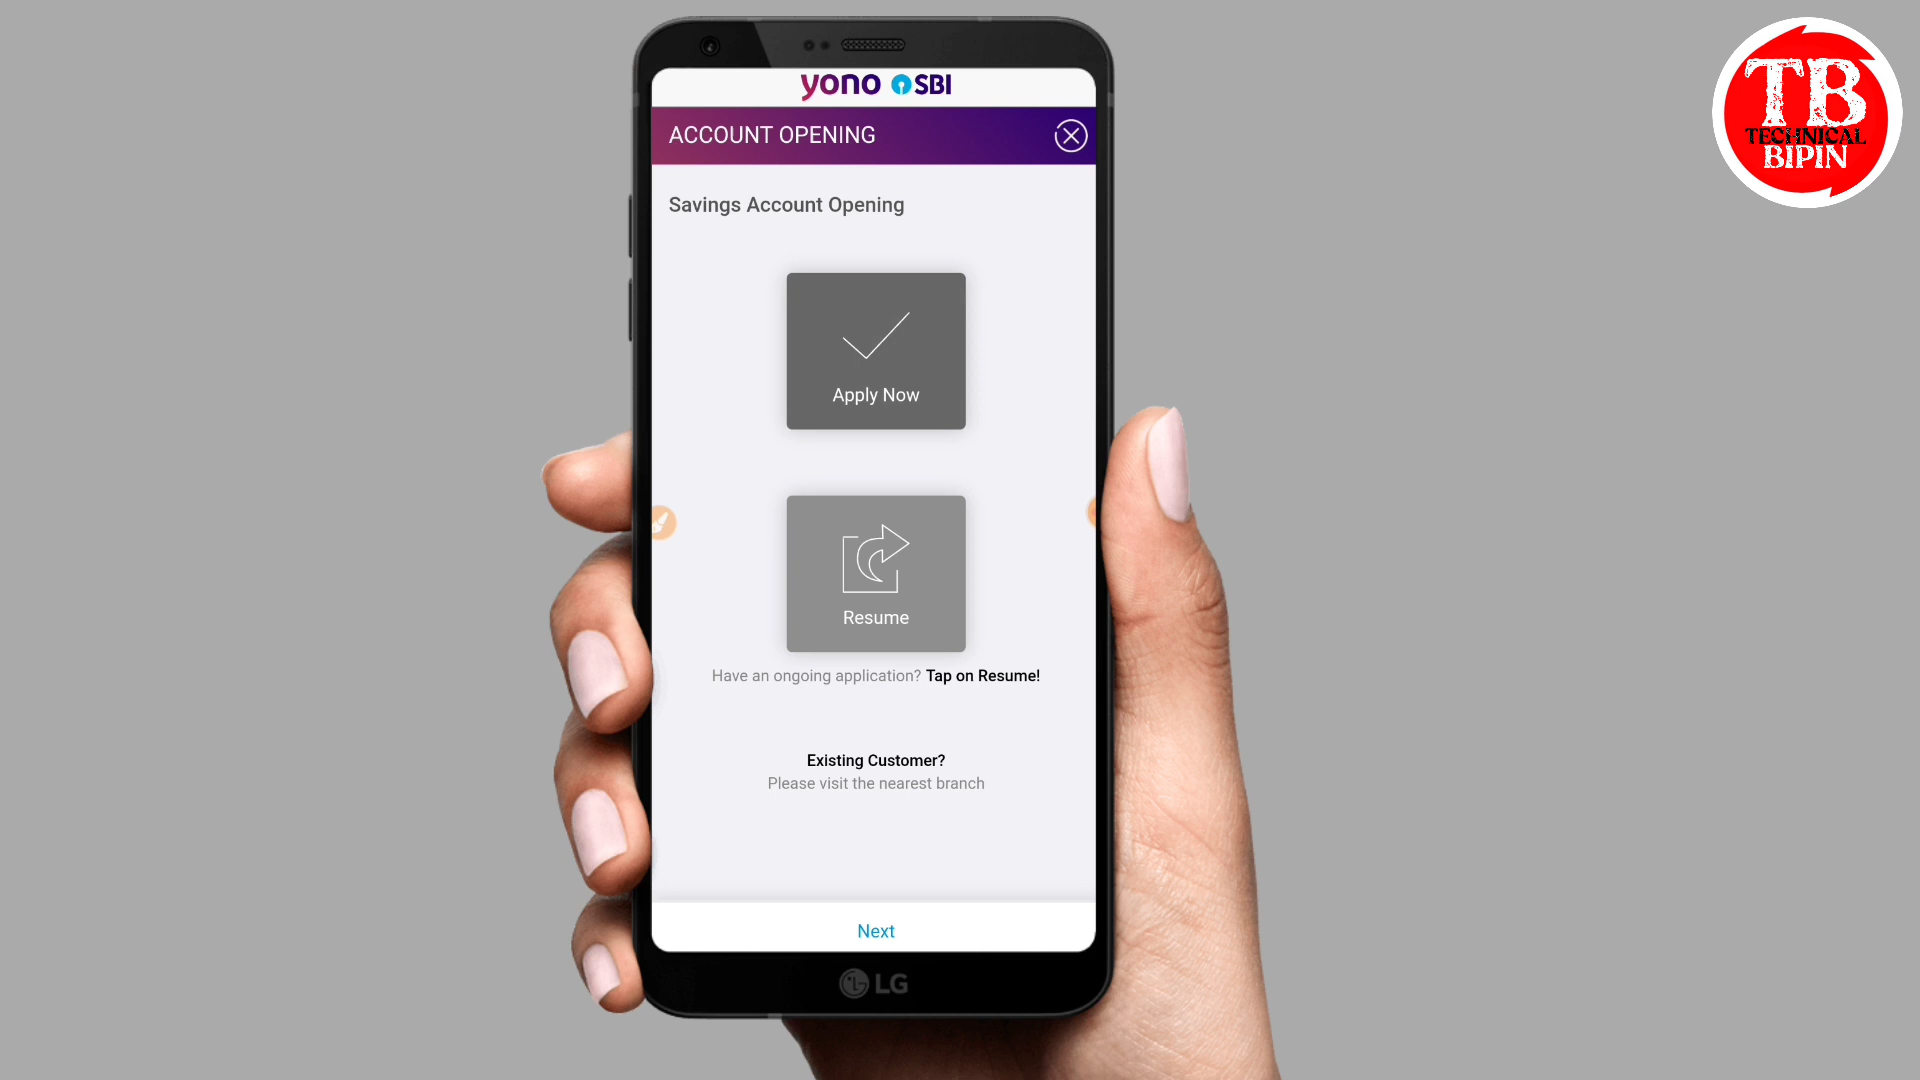 yono SBI
ACCOUNT OPENING
Savings Account Opening
Apply Now
Resume
Have an ongoing application? Tap on Resume!
Existing Customer?
Please visit the nearest branch
Next
LG
TB
TECHNICAL
BIPIN